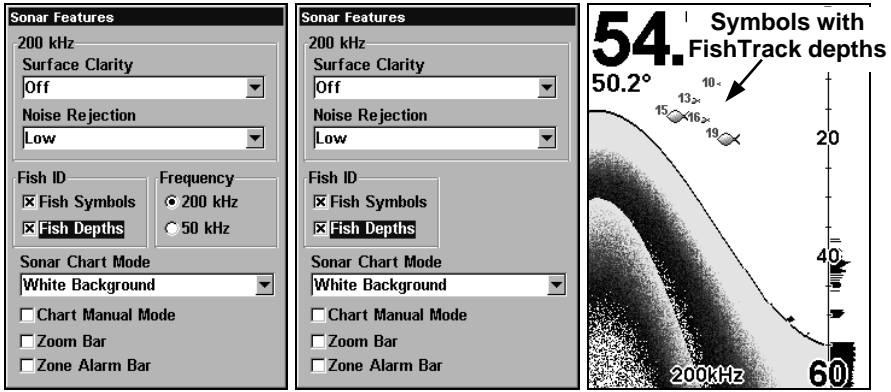 Sonar Features
200 kHz
Surface Clarity
Off
Noise Rejection
Low
Fish ID
Fish Symbols
Fish Depths
Frequency
200 kHz
50 kHz
Sonar Chart Mode
White Background
Chart Manual Mode
Zoom Bar
Zone Alarm Bar
Sonar Features
200 kHz
Surface Clarity
Off
Noise Rejection
Low
Fish ID
Fish Symbols
Fish Depths
Sonar Chart Mode
White Background
Chart Manual Mode
Zoom Bar
Zone Alarm Bar
54.
Symbols with
FishTrack depths
50.2°
10
13
15
16
19
20
40
200kHz
60